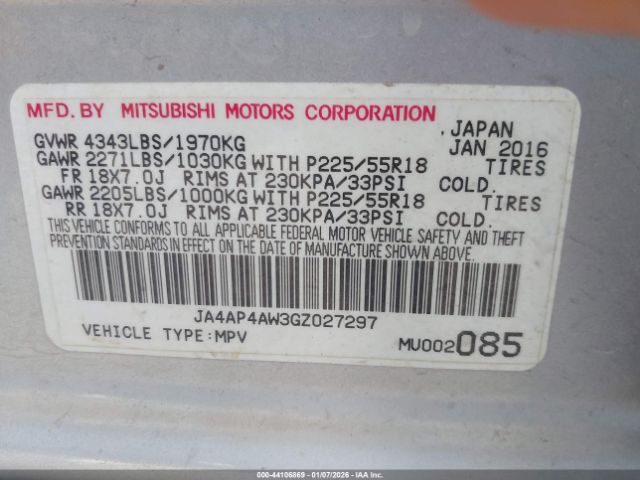 MFD. BY MITSUBISHI MOTORS CORPORATION
, JAPAN
GVWR 4343LBS/1970KG JAN 2016
GAWR 2271LBS/1030KG WITH P225/55R18 TIRES
FR 18X7.0J RIMS AT 230KPA/33PSI COLD.
GAWR 2205LBS/1000KG WITH P225/55R18 TIRES
RR 18X7.0J RIMS AT 230KPA/33PSI COLD.
THIS VEHICLE CONFORMS TO ALL APPLICABLE FEDERAL MOTOR VEHICLE SAFETY AND THEFT
PREVENTION STANDARDS IN EFFECT ON THE DATE OF MANUFACTURE SHOWN ABOVE.
JA4AP4AW3GZ027297
VEHICLE TYPE:MPV MU002085
000-44106869 - 01/07/2026 - IAAI.COM